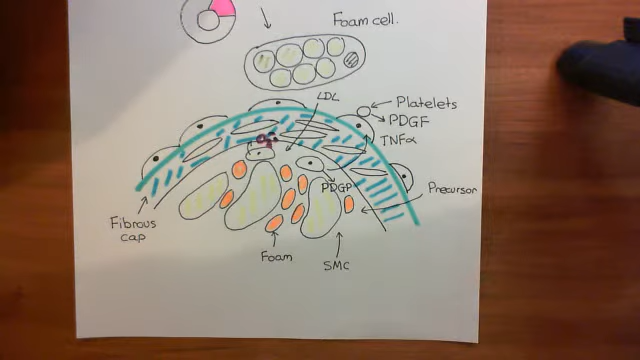 Foam cell.
LDL
Platelets
PDGF
TNFα
PDGF
Precursor
Fibrous
cap
Foam
SMC